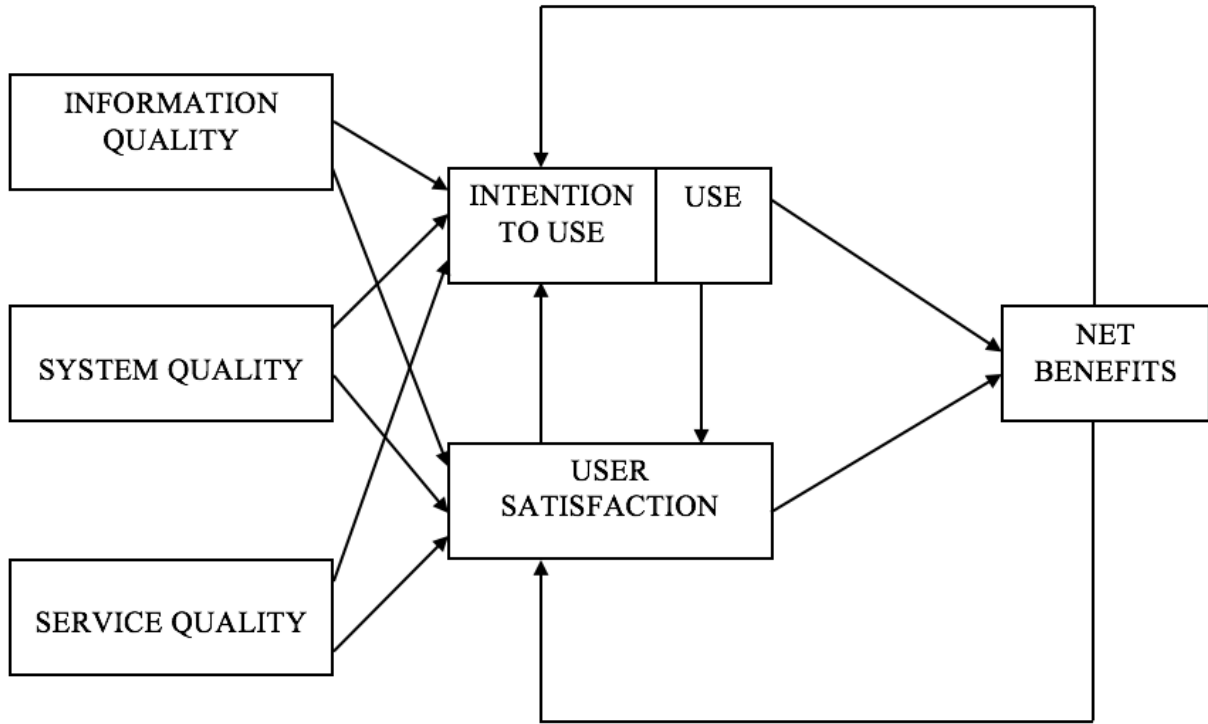 INFORMATION
QUALITY
INTENTION
TO USE
USE
SYSTEM QUALITY
NET
BENEFITS
USER
SATISFACTION
SERVICE QUALITY